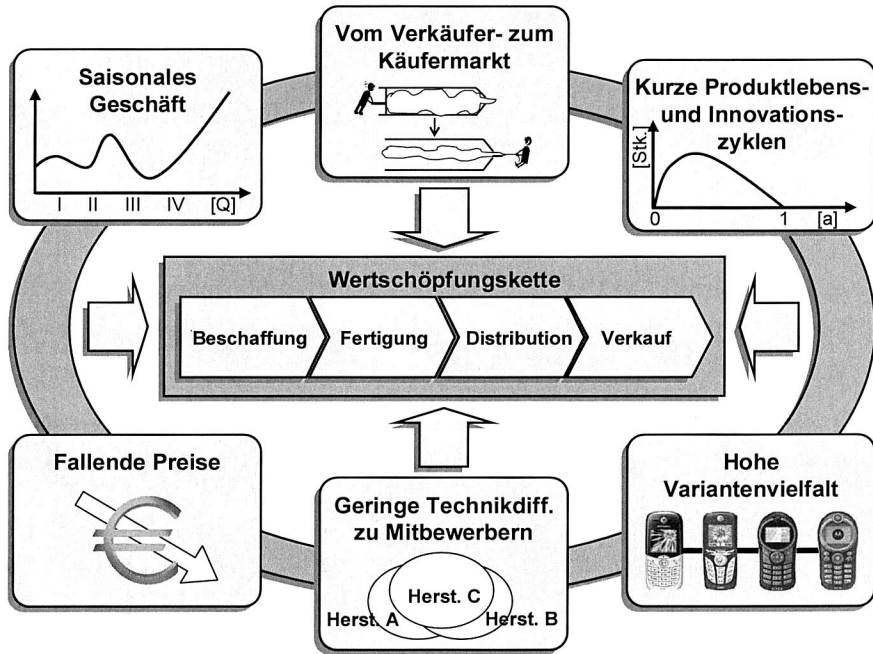 Saisonales
Geschäft
I II III IV [Q]
Vom Verkäufer- zum
Käufermarkt
Kurze Produktlebens-
und Innovations-
zyklen
[Stk.]
0 1 [a]
Wertschöpfungskette
Beschaffung Fertigung Distribution Verkauf
Fallende Preise
Geringe Technikdiff.
zu Mitbewerbern
Herst. C
Herst. A Herst. B
Hohe
Variantenvielfalt